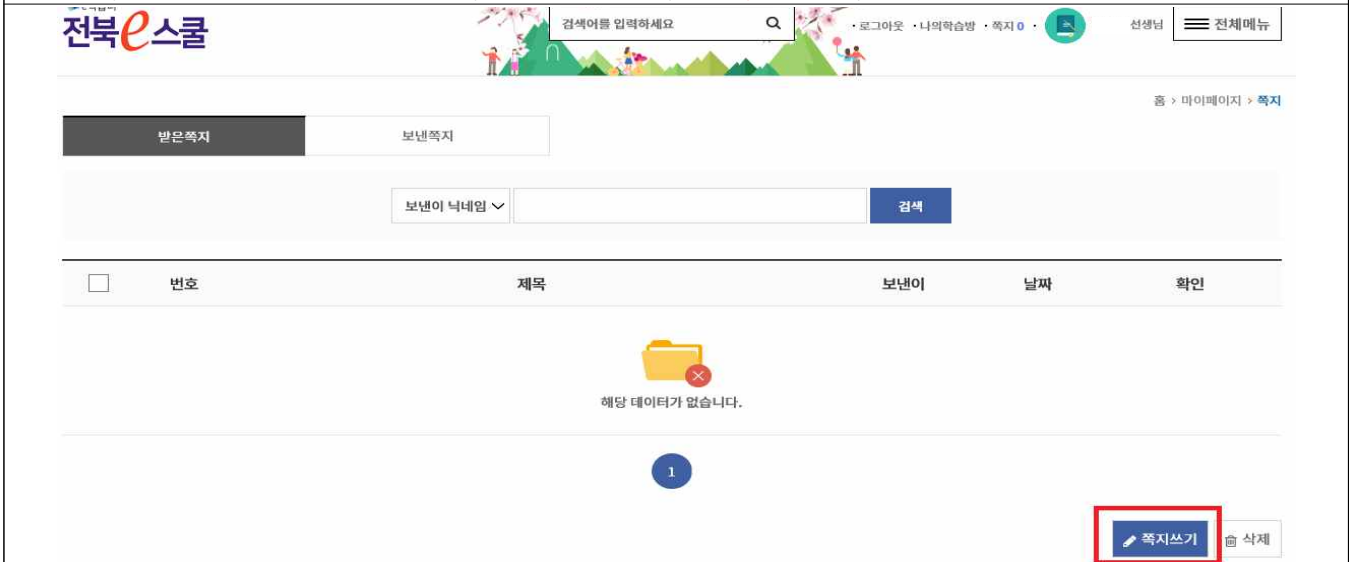 전북e스쿨
검색어를 입력하세요
·로그아웃 ·나의학습방 ·쪽지 0 · 선생님 전체메뉴
홈 > 마이페이지 > 쪽지
받은쪽지 보낸쪽지
보낸이 닉네임 검색
번호 제목 보낸이 날짜 확인
해당 데이터가 없습니다.
1
쪽지쓰기 삭제